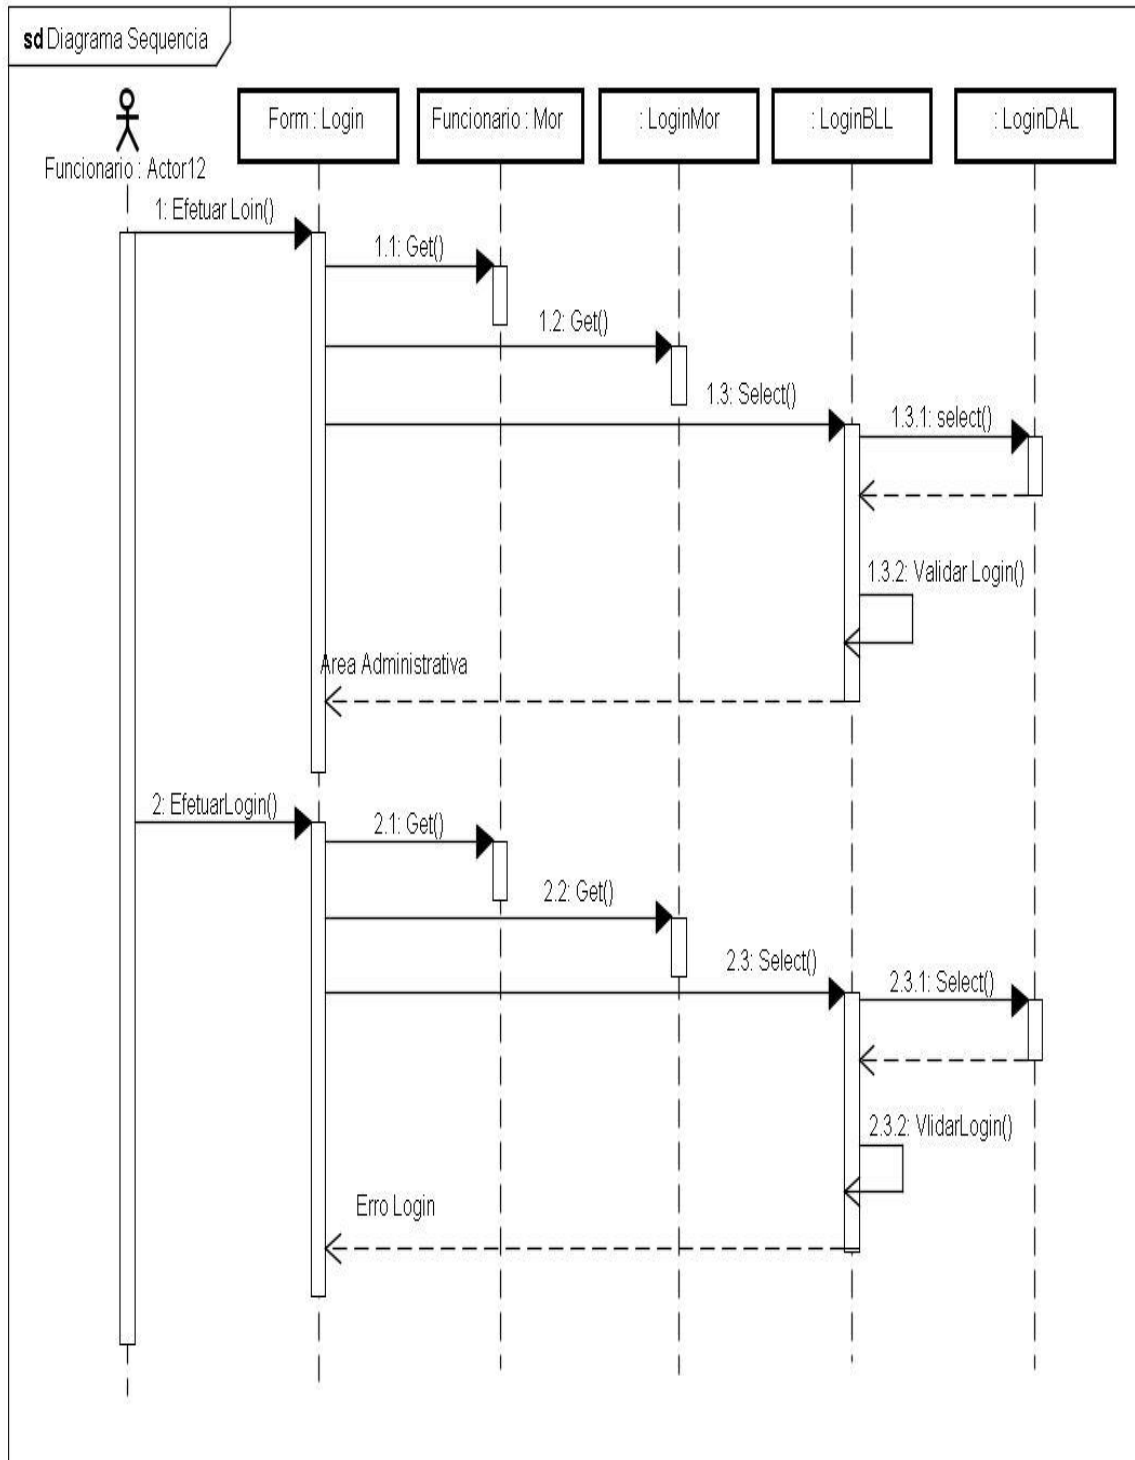 sd Diagrama Sequencia
Funcionario : Actor12
Form : Login
Funcionario : Mor
: LoginMor
: LoginBLL
: LoginDAL
1: Efetuar Loin()
1.1: Get()
1.2: Get()
1.3: Select()
1.3.1: select()
1.3.2: Validar Login()
Area Administrativa
2: EfetuarLogin()
2.1: Get()
2.2: Get()
2.3: Select()
2.3.1: Select()
2.3.2: VlidarLogin()
Erro Login